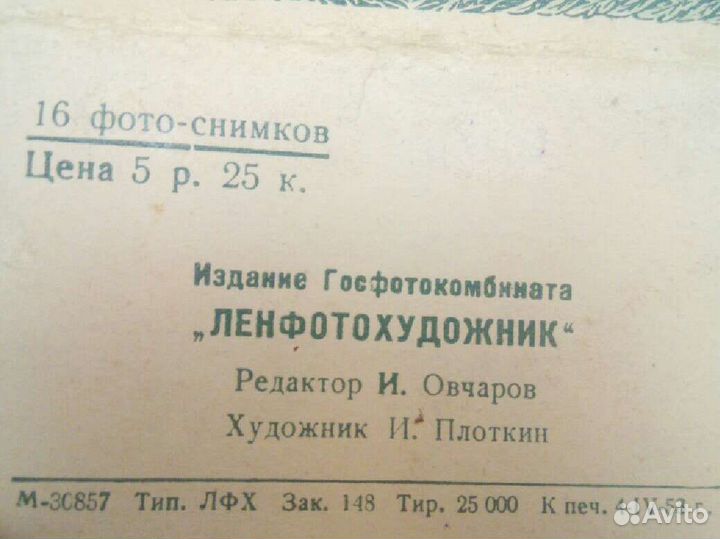 16 фото-снимков
Цена 5 р. 25 к.
Издание Госфотокомбината
„ЛЕНФОТОХУДОЖНИК“
Редактор И. Овчаров
Художник И. Плоткин
М-30857 Тип. ЛФХ Зак. 148 Тир. 25 000 К печ. г.
Avito